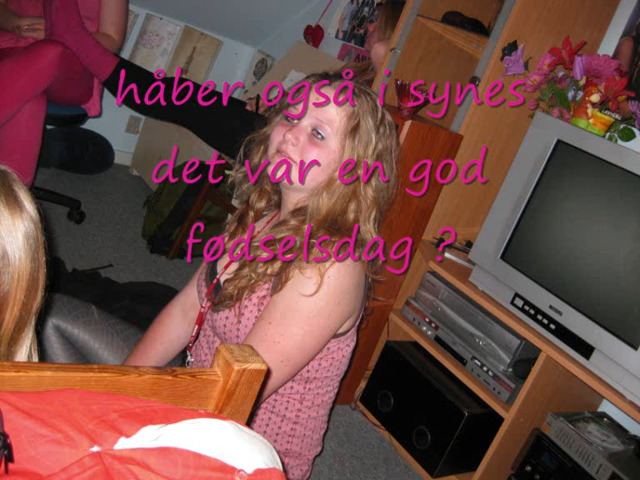 håber også i synes
det var en god
fødselsdag ?